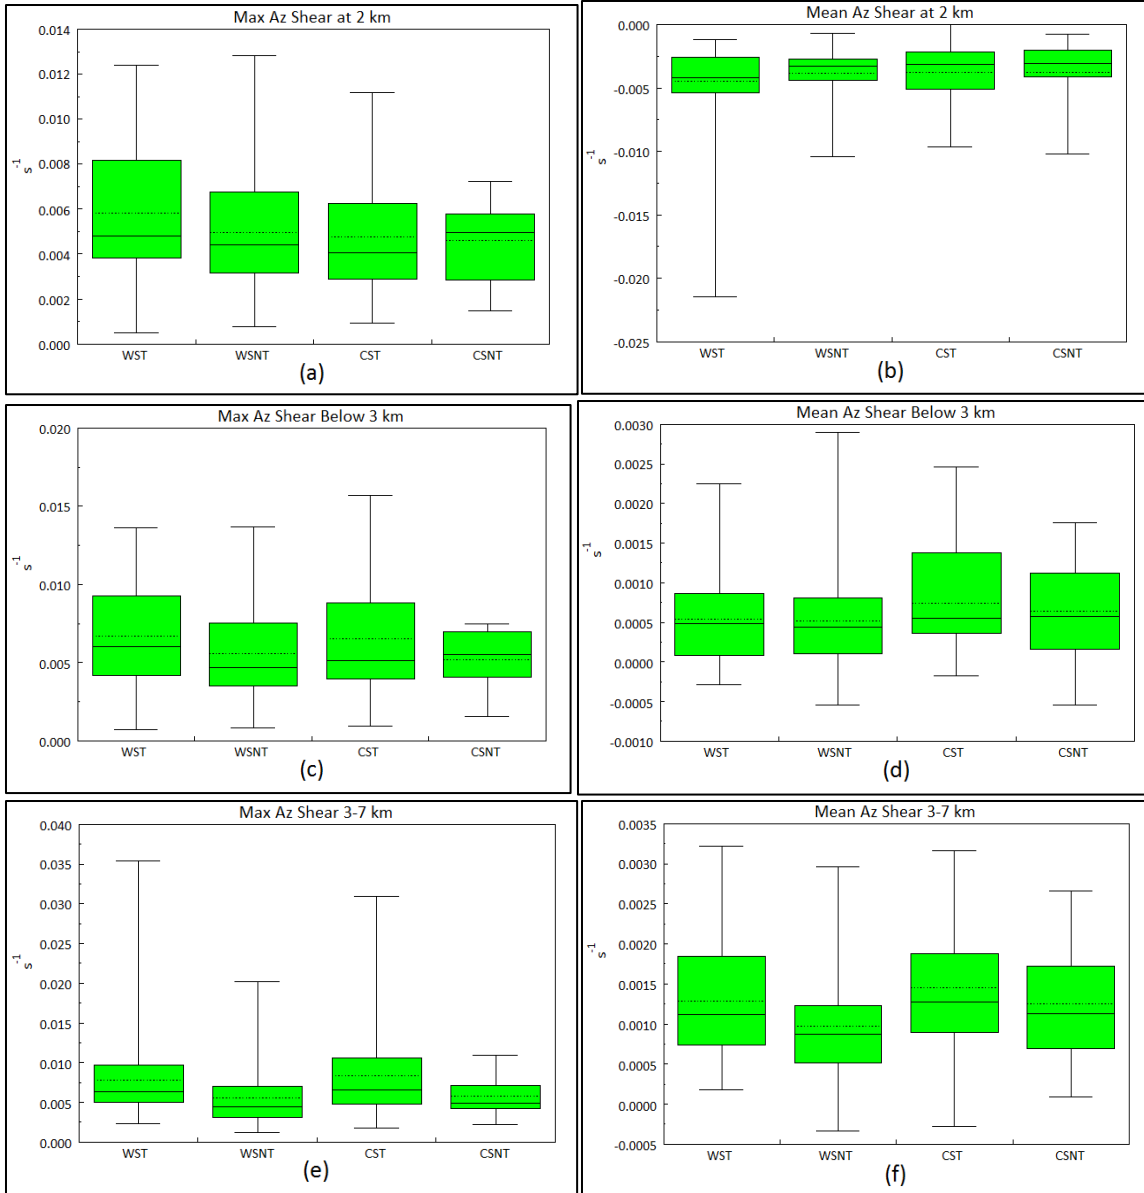 Max Az Shear at 2 km
0.014
0.012
0.010
0.008
0.006
0.004
0.002
0.000
s⁻¹
WST WSNT CST CSNT
(a)
Mean Az Shear at 2 km
0.000
-0.005
-0.010
-0.015
-0.020
-0.025
s⁻¹
WST WSNT CST CSNT
(b)
Max Az Shear Below 3 km
0.020
0.015
0.010
0.005
0.000
s⁻¹
WST WSNT CST CSNT
(c)
Mean Az Shear Below 3 km
0.0030
0.0025
0.0020
0.0015
0.0010
0.0005
0.0000
-0.0005
-0.0010
s⁻¹
WST WSNT CST CSNT
(d)
Max Az Shear 3-7 km
0.040
0.035
0.030
0.025
0.020
0.015
0.010
0.005
0.000
s⁻¹
WST WSNT CST CSNT
(e)
Mean Az Shear 3-7 km
0.0035
0.0030
0.0025
0.0020
0.0015
0.0010
0.0005
0.0000
-0.0005
s⁻¹
WST WSNT CST CSNT
(f)